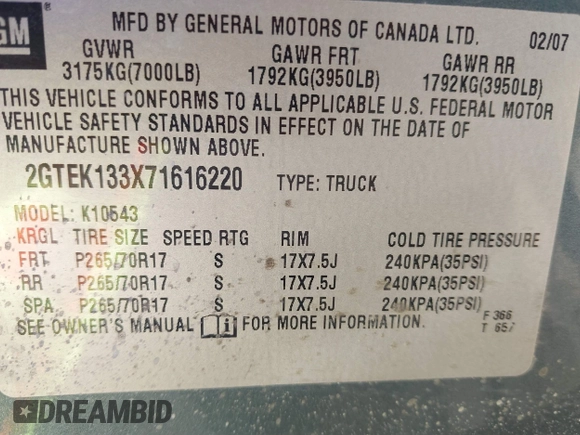 GM
MFD BY GENERAL MOTORS OF CANADA LTD. 02/07
GVWR GAWR FRT GAWR RR
3175KG(7000LB) 1792KG(3950LB) 1792KG(3950LB)
THIS VEHICLE CONFORMS TO ALL APPLICABLE U.S. FEDERAL MOTOR
VEHICLE SAFETY STANDARDS IN EFFECT ON THE DATE OF
MANUFACTURE SHOWN ABOVE.
2GTEK133X71616220 TYPE: TRUCK
MODEL: K10543
KRGL TIRE SIZE SPEED RTG RIM COLD TIRE PRESSURE
FRT P265/70R17 S 17X7.5J 240KPA(35PSI)
RR P265/70R17 S 17X7.5J 240KPA(35PSI)
SPA P265/70R17 S 17X7.5J 240KPA(35PSI)
SEE OWNER'S MANUAL FOR MORE INFORMATION.
F 366
T 657
DREAMBID